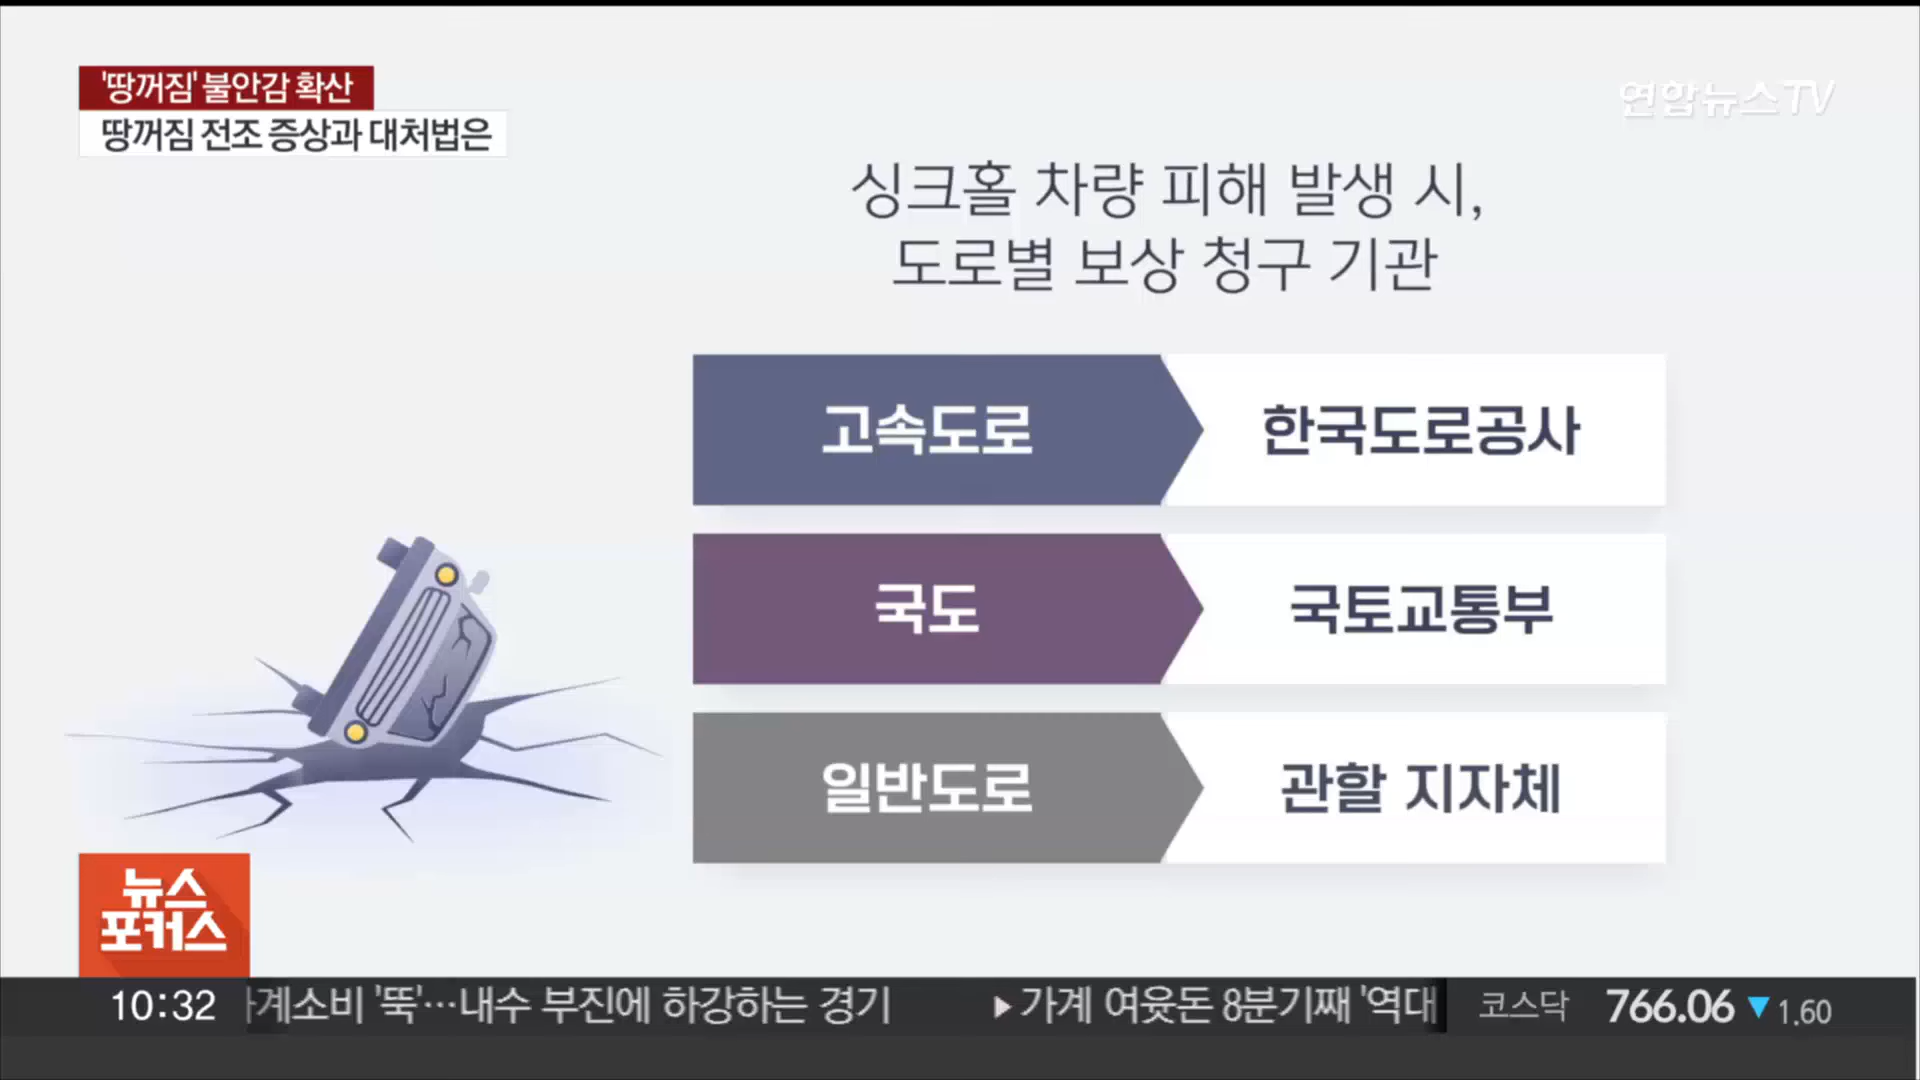 '땅꺼짐' 불안감 확산
땅꺼짐 전조 증상과 대처법은
연합뉴스TV
싱크홀 차량 피해 발생 시,
도로별 보상 청구 기관
고속도로 한국도로공사
국도 국토교통부
일반도로 관할 지자체
뉴스
포커스
10:32 가계소비 '뚝'…내수 부진에 하강하는 경기 ▶가계 여윳돈 8분기째 '역대 코스닥 766.06 ▼ 1.60